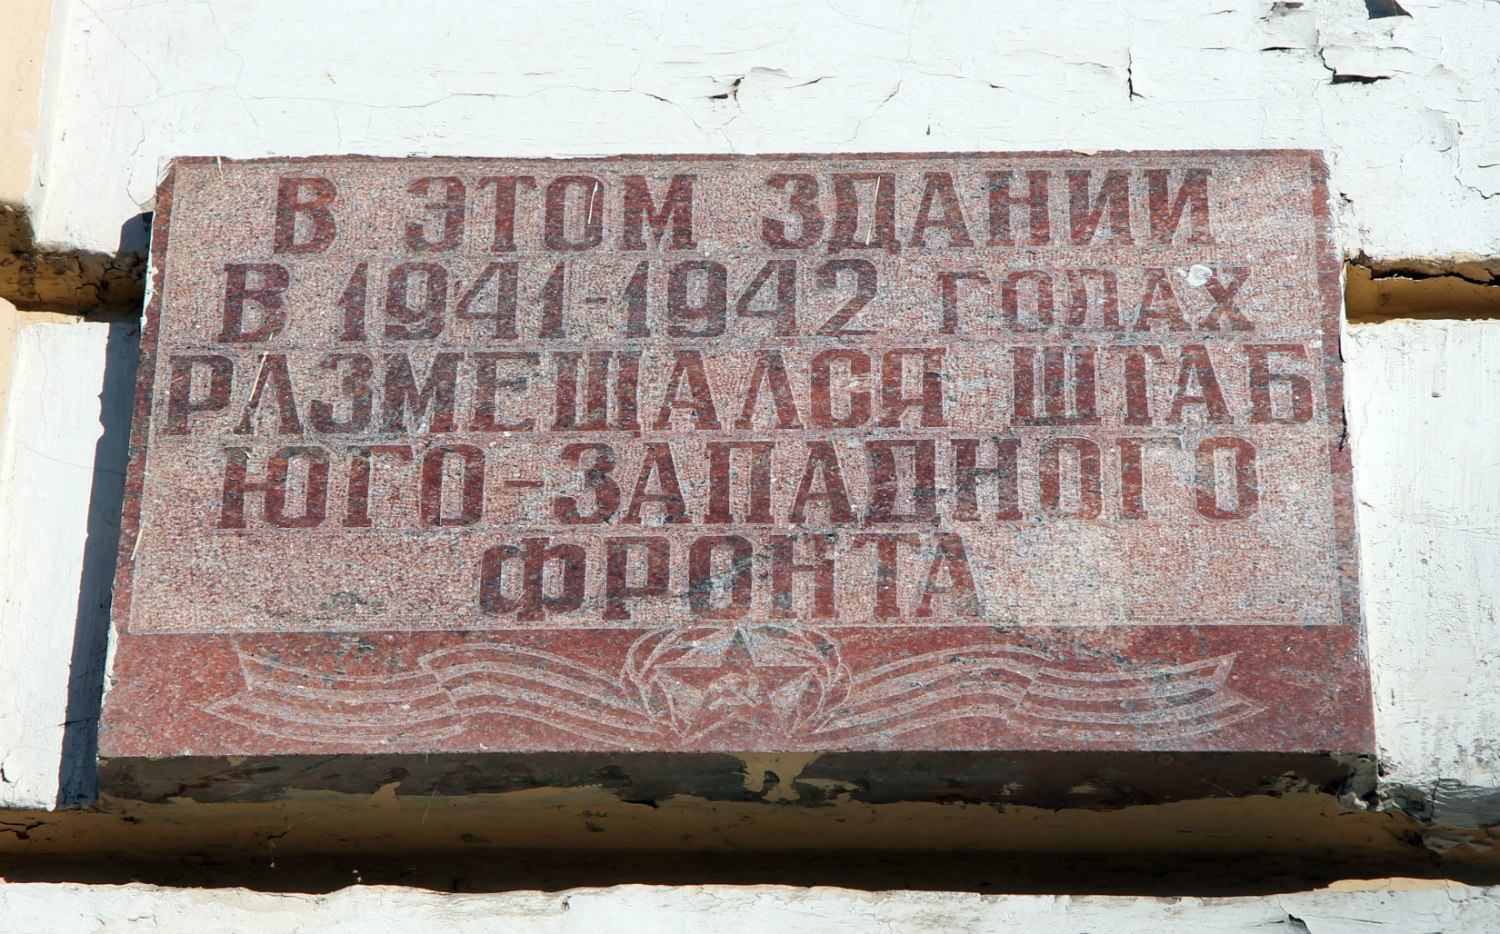 В ЭТОМ ЗДАНИИ
В 1941-1942 ГОДАХ
РАЗМЕЩАЛСЯ ШТАБ
ЮГО-ЗАПАДНОГО
ФРОНТА